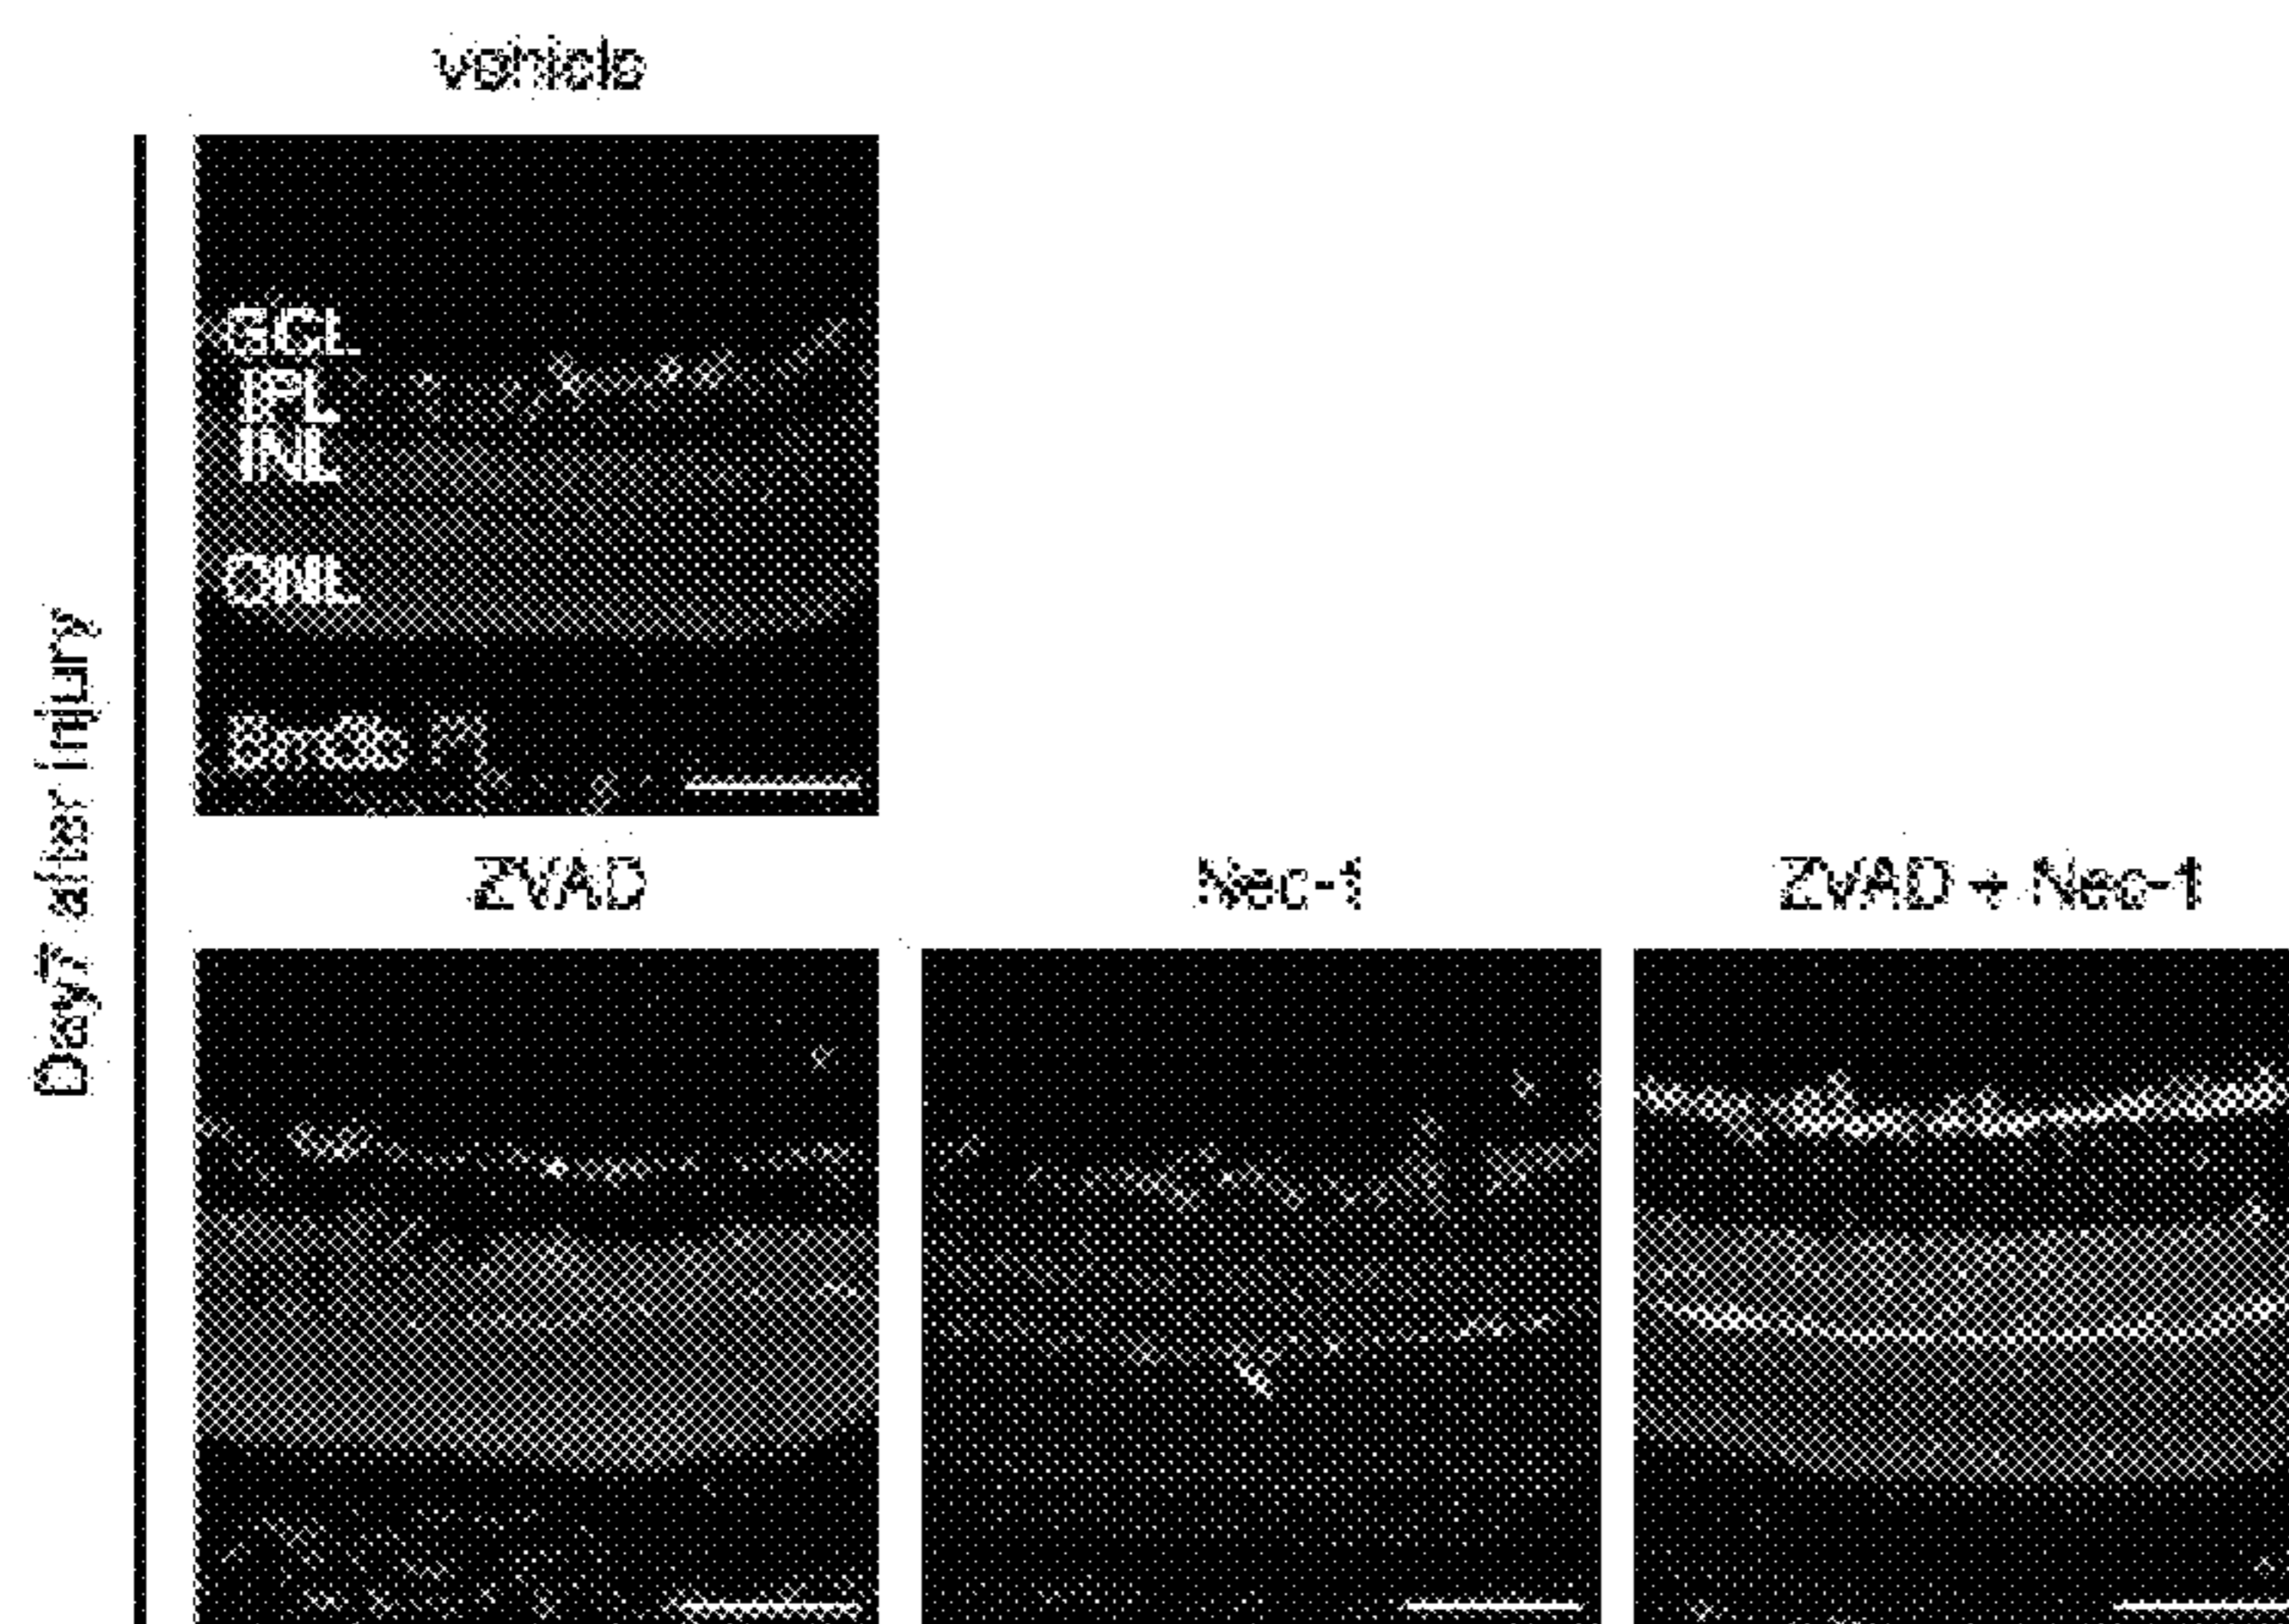 vehicle
GCL
IPL
INL
ONL
Day7 after injury
ZVAD
Nec-1
ZVAD + Nec-1